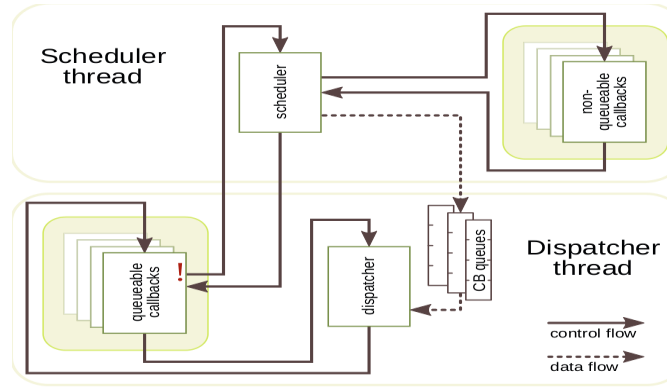 Scheduler
thread
scheduler
non-
queueable
callbacks
queueable
callbacks
!
dispatcher
CB queues
Dispatcher
thread
control flow
data flow